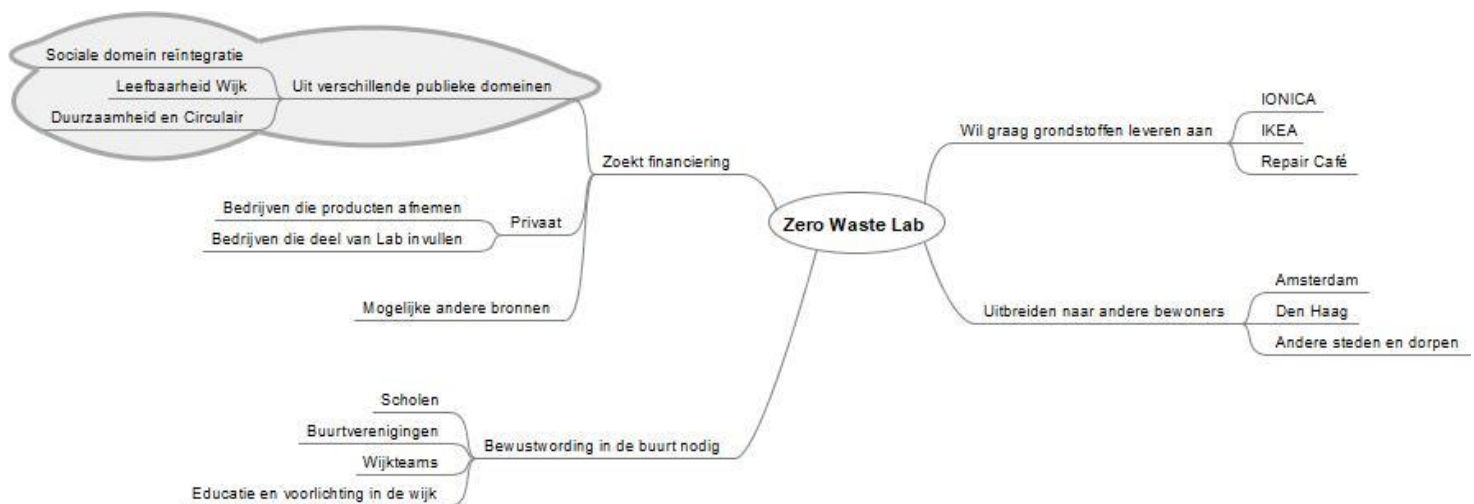 Zero Waste Lab
Zoekt financiering
Uit verschillende publieke domeinen
Sociale domein reïntegratie
Leefbaarheid Wijk
Duurzaamheid en Circulair
Privaat
Bedrijven die producten afnemen
Bedrijven die deel van Lab invullen
Mogelijke andere bronnen
Bewustwording in de buurt nodig
Scholen
Buurtverenigingen
Wijkteams
Educatie en voorlichting in de wijk
Wil graag grondstoffen leveren aan
IONICA
IKEA
Repair Café
Uitbreiden naar andere bewoners
Amsterdam
Den Haag
Andere steden en dorpen